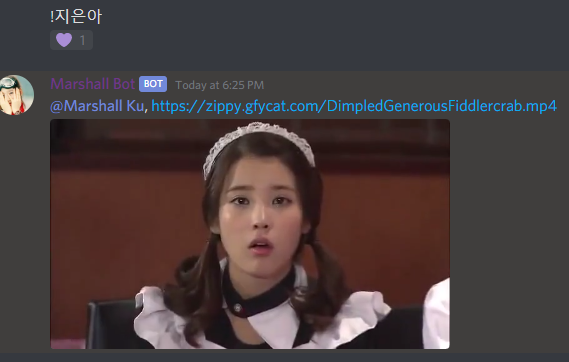 !지은아
1
Marshall Bot BOT Today at 6:25 PM
@Marshall Ku, https://zippy.gfycat.com/DimpledGenerousFiddlercrab.mp4